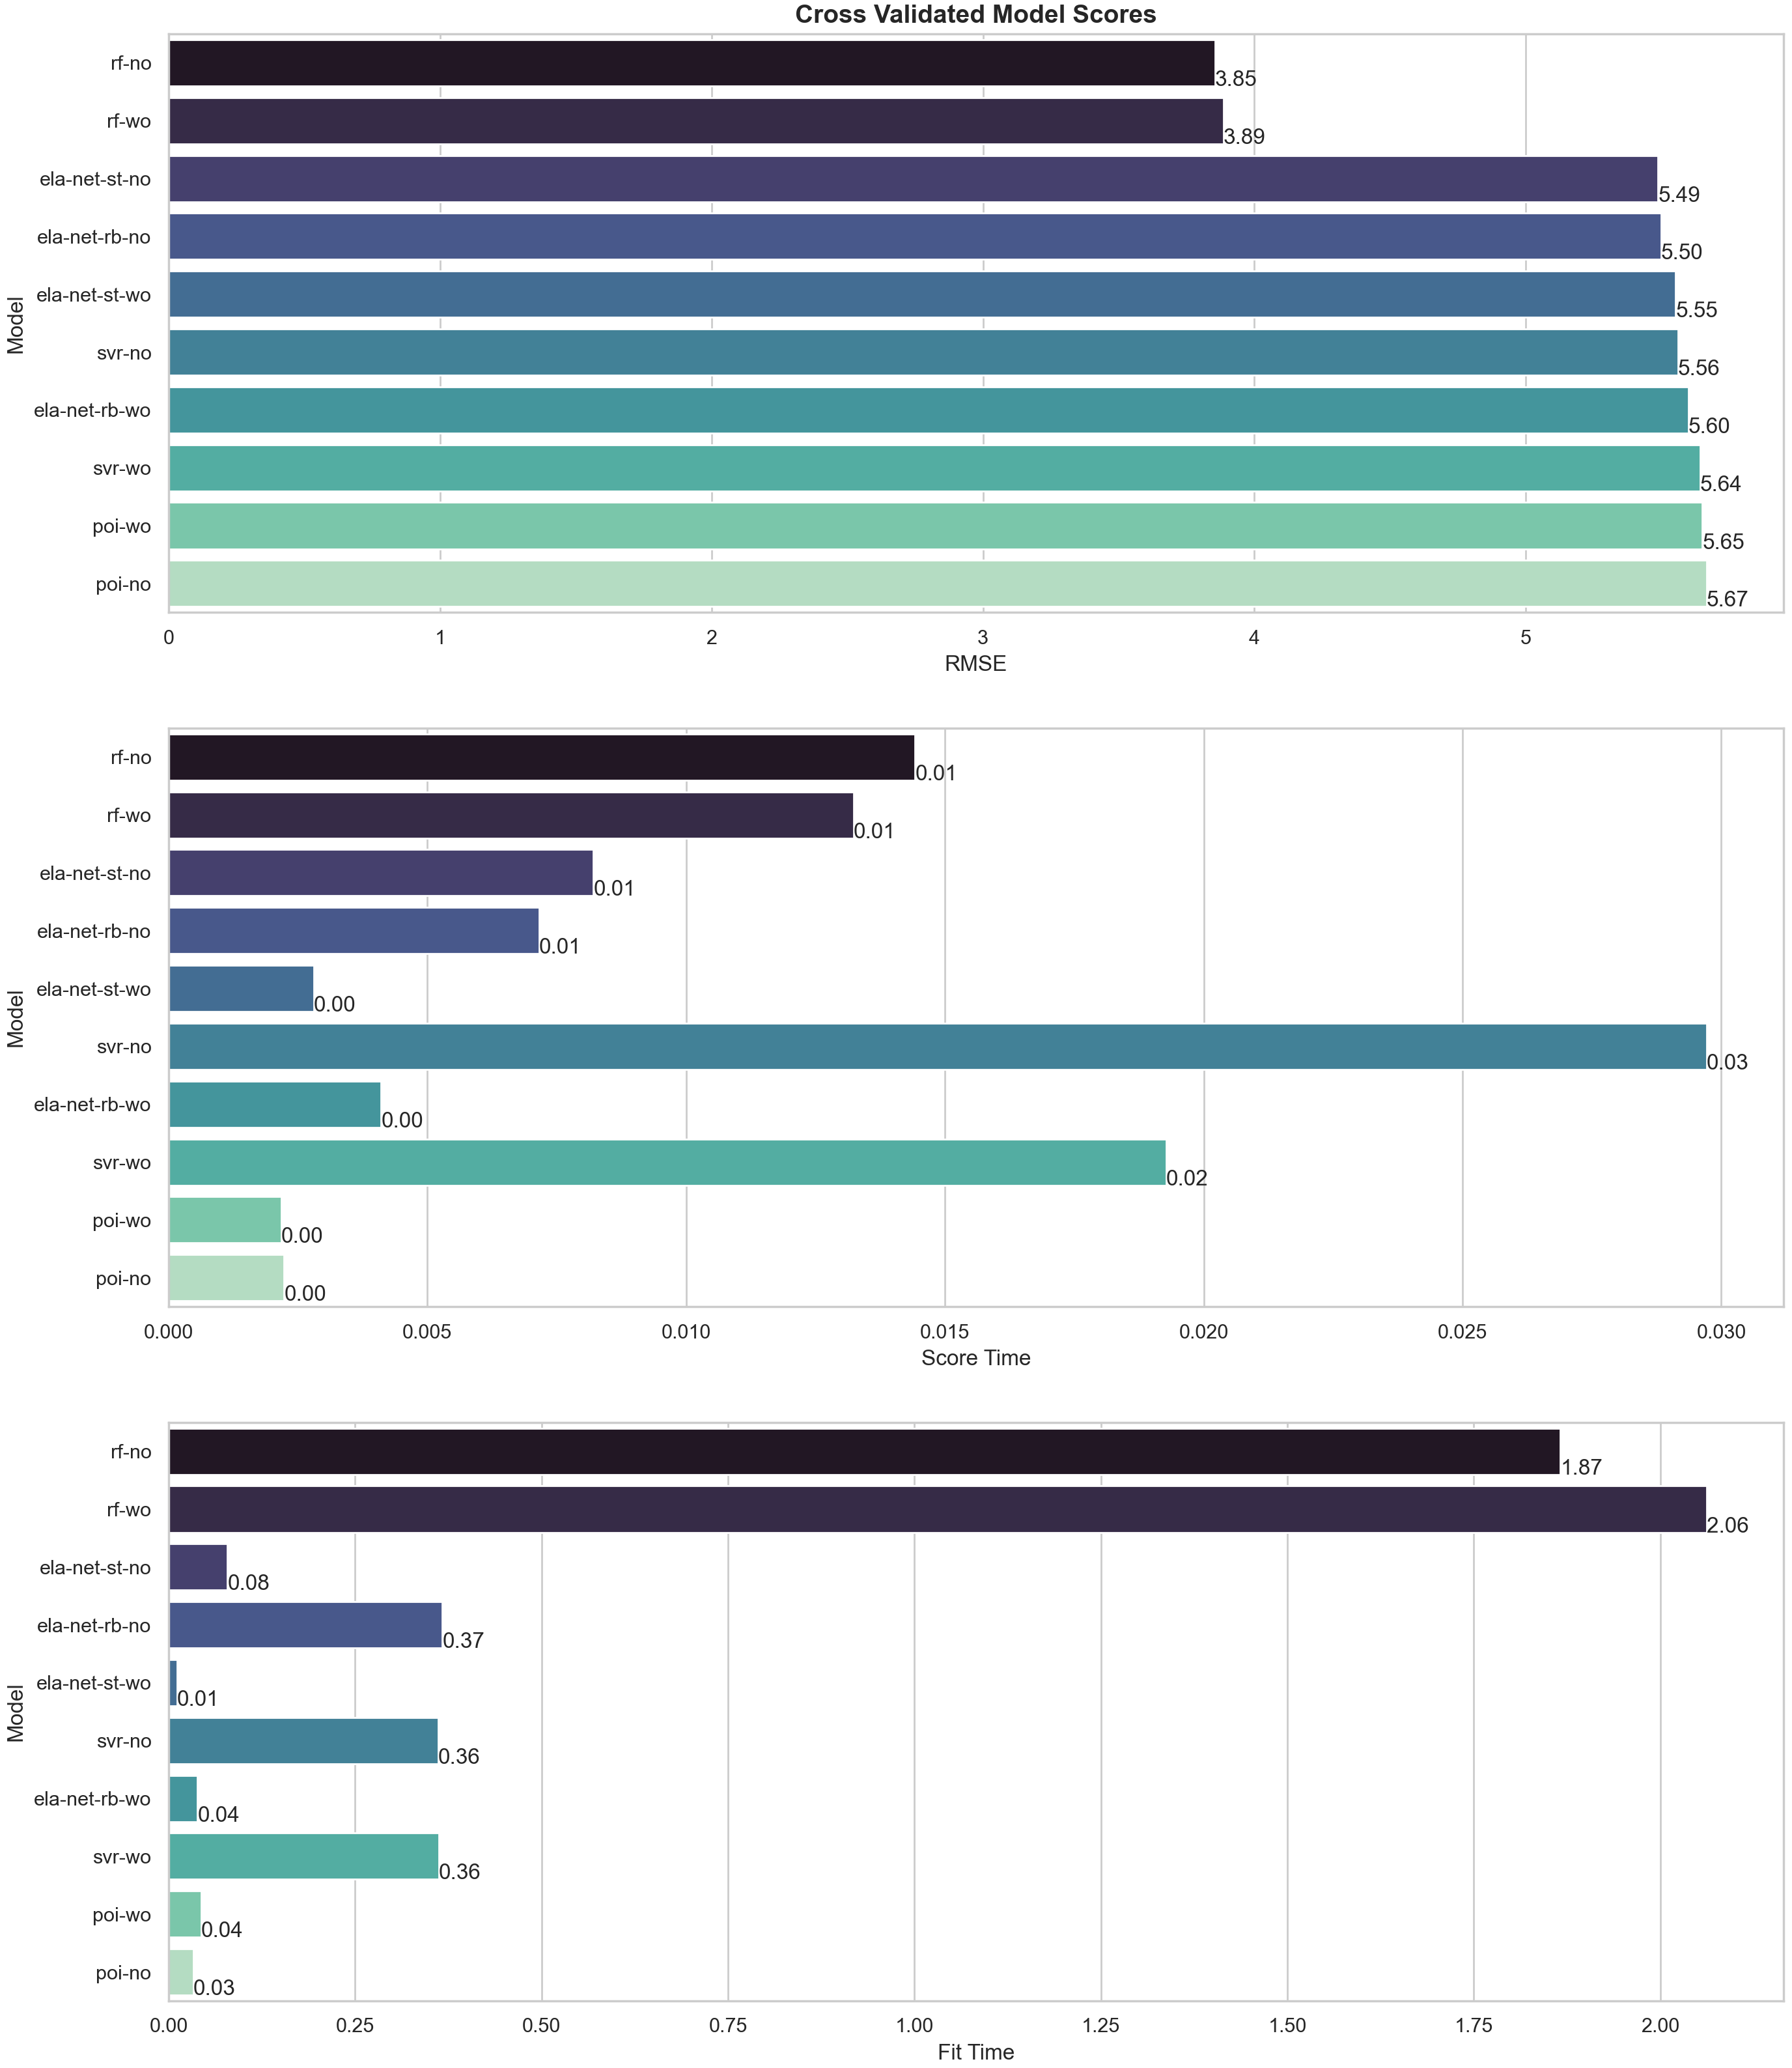 Cross Validated Model Scores
rf-no
3.85
rf-wo
3.89
ela-net-st-no
5.49
ela-net-rb-no
5.50
ela-net-st-wo
5.55
Model
svr-no
5.56
ela-net-rb-wo
5.60
svr-wo
5.64
poi-wo
5.65
poi-no
5.67
0 1 2 3 4 5
RMSE
rf-no
0.01
rf-wo
0.01
ela-net-st-no
0.01
ela-net-rb-no
0.01
ela-net-st-wo
0.00
Model
svr-no
0.03
ela-net-rb-wo
0.00
svr-wo
0.02
poi-wo
0.00
poi-no
0.00
0.000 0.005 0.010 0.015 0.020 0.025 0.030
Score Time
rf-no
1.87
rf-wo
2.06
ela-net-st-no
0.08
ela-net-rb-no
0.37
ela-net-st-wo
0.01
Model
svr-no
0.36
ela-net-rb-wo
0.04
svr-wo
0.36
poi-wo
0.04
poi-no
0.03
0.00 0.25 0.50 0.75 1.00 1.25 1.50 1.75 2.00
Fit Time